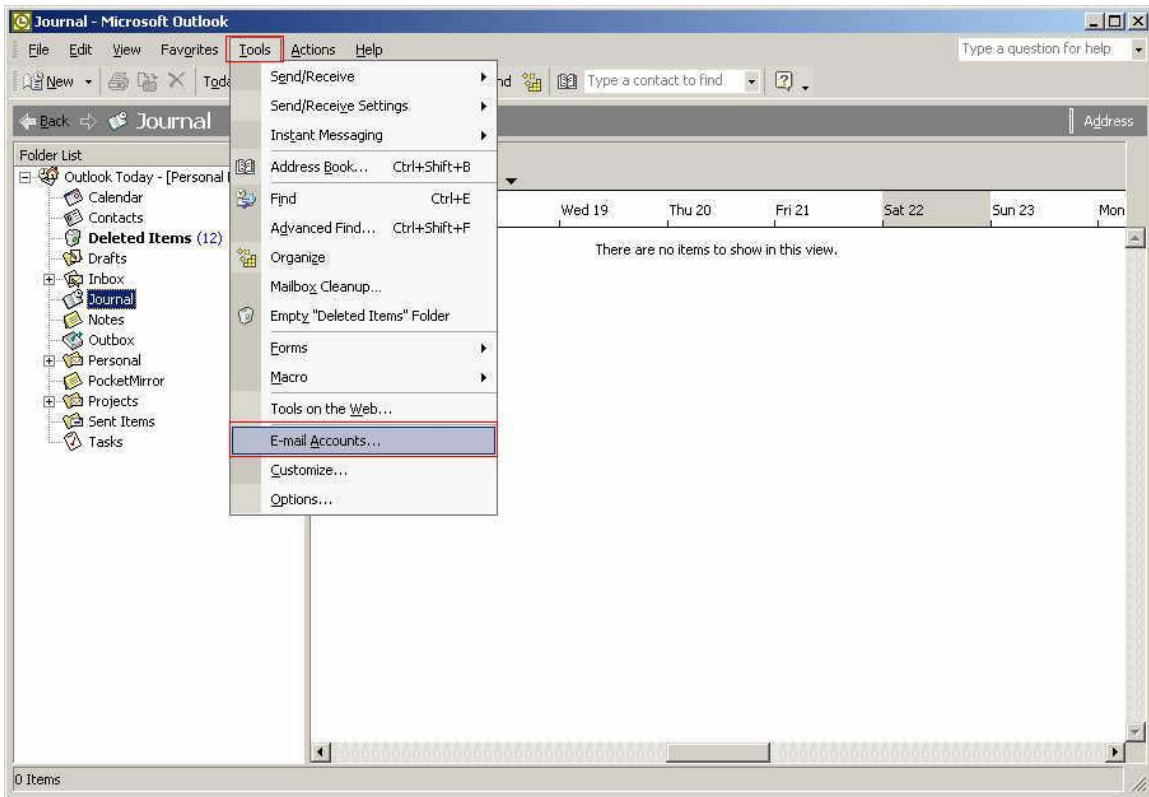 Journal - Microsoft Outlook
File Edit View Favorites Tools Actions Help Type a question for help
New Toda nd Type a contact to find
Back Journal Address
Folder List
Outlook Today - [Personal
Calendar
Contacts
Deleted Items (12)
Drafts
Inbox
Journal
Notes
Outbox
Personal
PocketMirror
Projects
Sent Items
Tasks
Send/Receive
Send/Receive Settings
Instant Messaging
Address Book... Ctrl+Shift+B
Find Ctrl+E
Advanced Find... Ctrl+Shift+F
Organize
Mailbox Cleanup...
Empty "Deleted Items" Folder
Forms
Macro
Tools on the Web...
E-mail Accounts...
Customize...
Options...
Wed 19 Thu 20 Fri 21 Sat 22 Sun 23 Mon
There are no items to show in this view.
0 Items